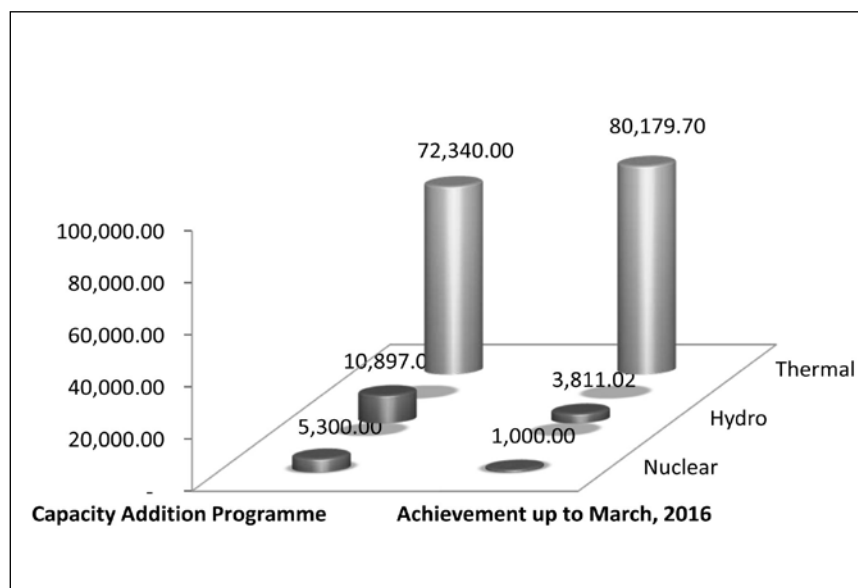 80,179.70
72,340.00
100,000.00
80,000.00
60,000.00
40,000.00
20,000.00
-
10,897.0
3,811.02
5,300.00
1,000.00
Thermal
Hydro
Nuclear
Capacity Addition Programme
Achievement up to March, 2016